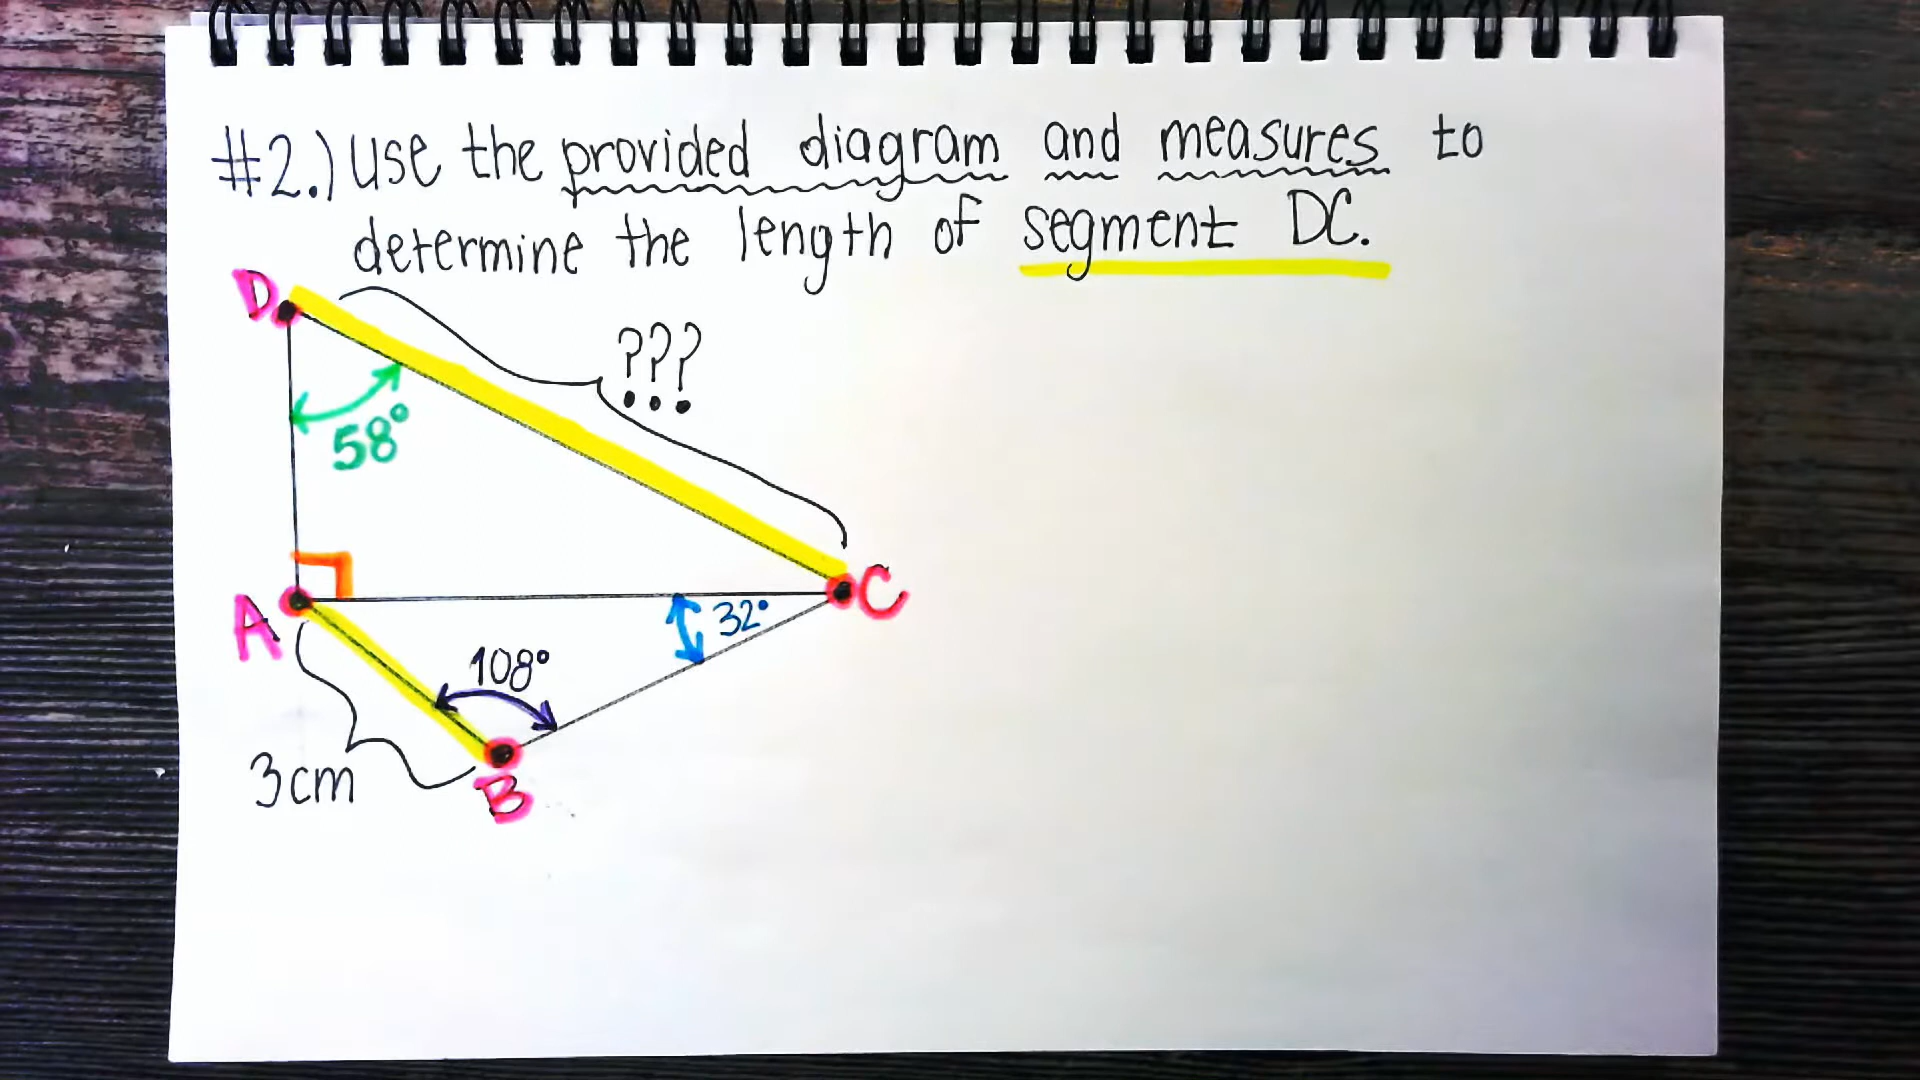 #2.) Use the provided diagram and measures to
determine the length of segment DC.
D
???
58°
A
C
32°
108°
3cm
B